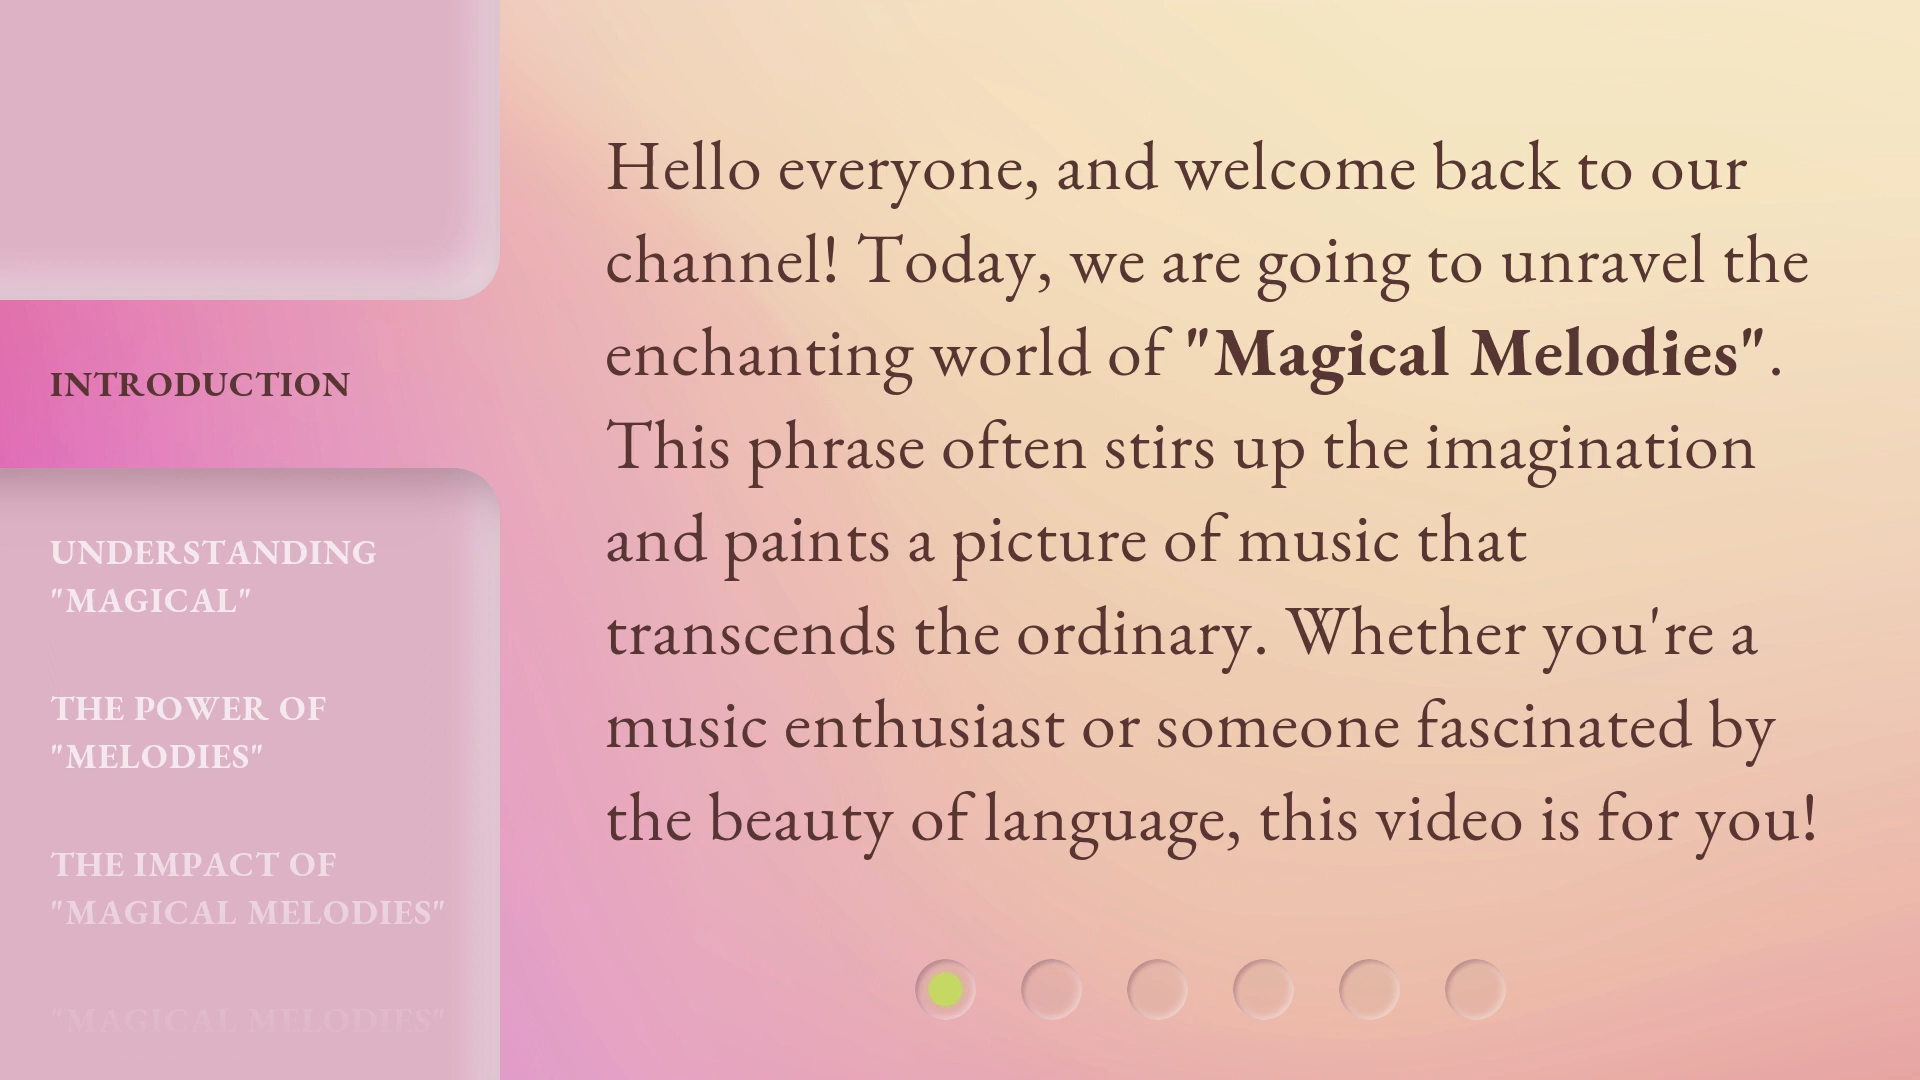 INTRODUCTION
UNDERSTANDING
"MAGICAL"
THE POWER OF
"MELODIES"
THE IMPACT OF
"MAGICAL MELODIES"
"MAGICAL MELODIES"
Hello everyone, and welcome back to our
channel! Today, we are going to unravel the
enchanting world of "Magical Melodies".
This phrase often stirs up the imagination
and paints a picture of music that
transcends the ordinary. Whether you're a
music enthusiast or someone fascinated by
the beauty of language, this video is for you!